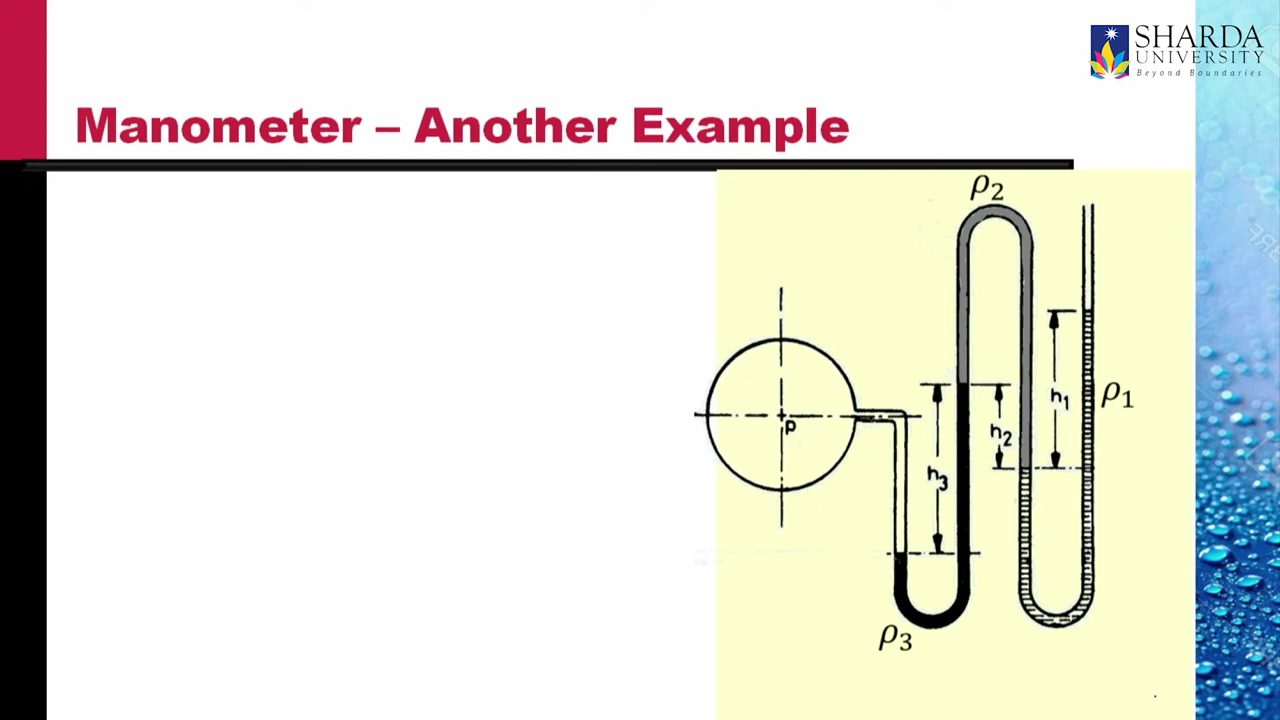 SHARDA
UNIVERSITY
Beyond Boundaries
Manometer – Another Example
ρ₂
h₁
ρ₁
p
h₂
h₃
ρ₃